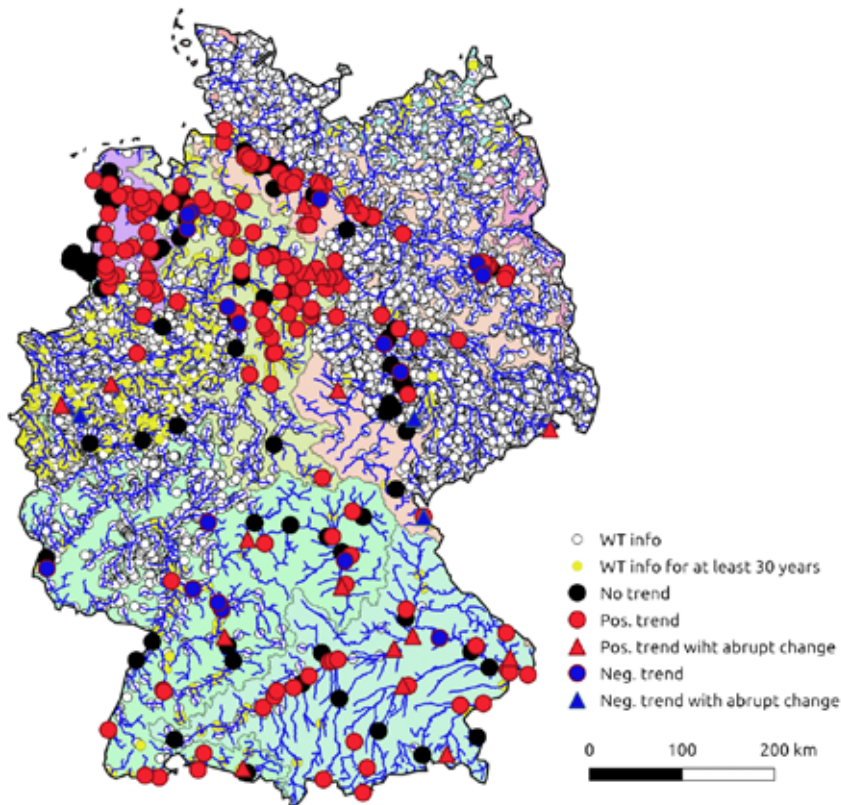 WT info
WT info for at least 30 years
No trend
Pos. trend
Pos. trend wiht abrupt change
Neg. trend
Neg. trend with abrupt change
0 100 200 km